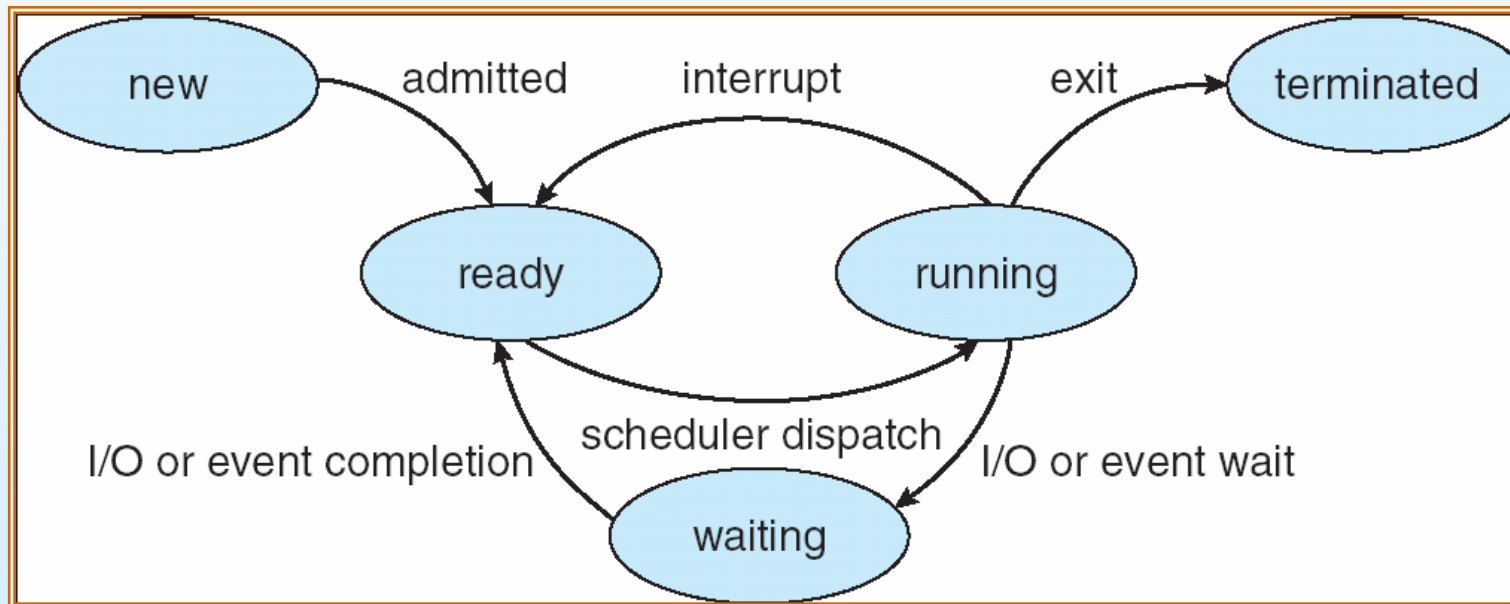 new
admitted
interrupt
exit
terminated
ready
running
scheduler dispatch
I/O or event completion
I/O or event wait
waiting